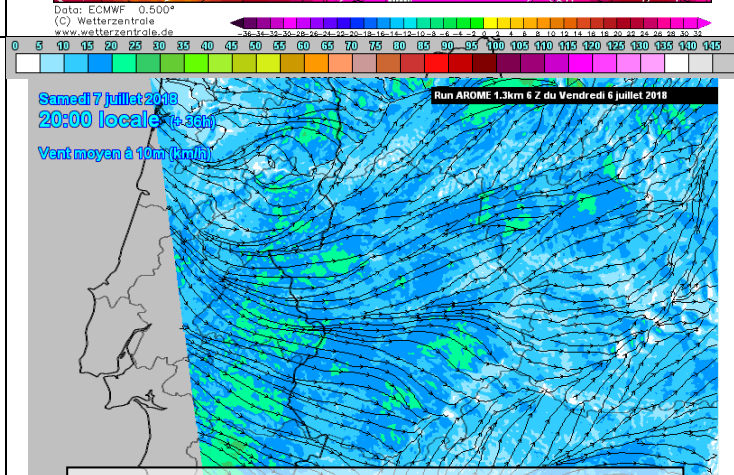 Data: ECMWF 0.500°
(C) Wetterzentrale
www.wetterzentrale.de
-36-34-32-30-28-26-24-22-20-18-16-14-12-10-8 -6 -4 -2 0 2 4 6 8 10 12 14 16 18 20 22 24 26 28 30 32
0 5 10 15 20 25 30 35 40 45 50 55 60 65 70 75 80 85 90 95 100 105 110 115 120 125 130 135 140 145
Samedi 7 juillet 2018
Run AROME 1.3km 6 Z du Vendredi 6 juillet 2018
20:00 locale (+ 36h)
Vent moyen à 10m (km/h)